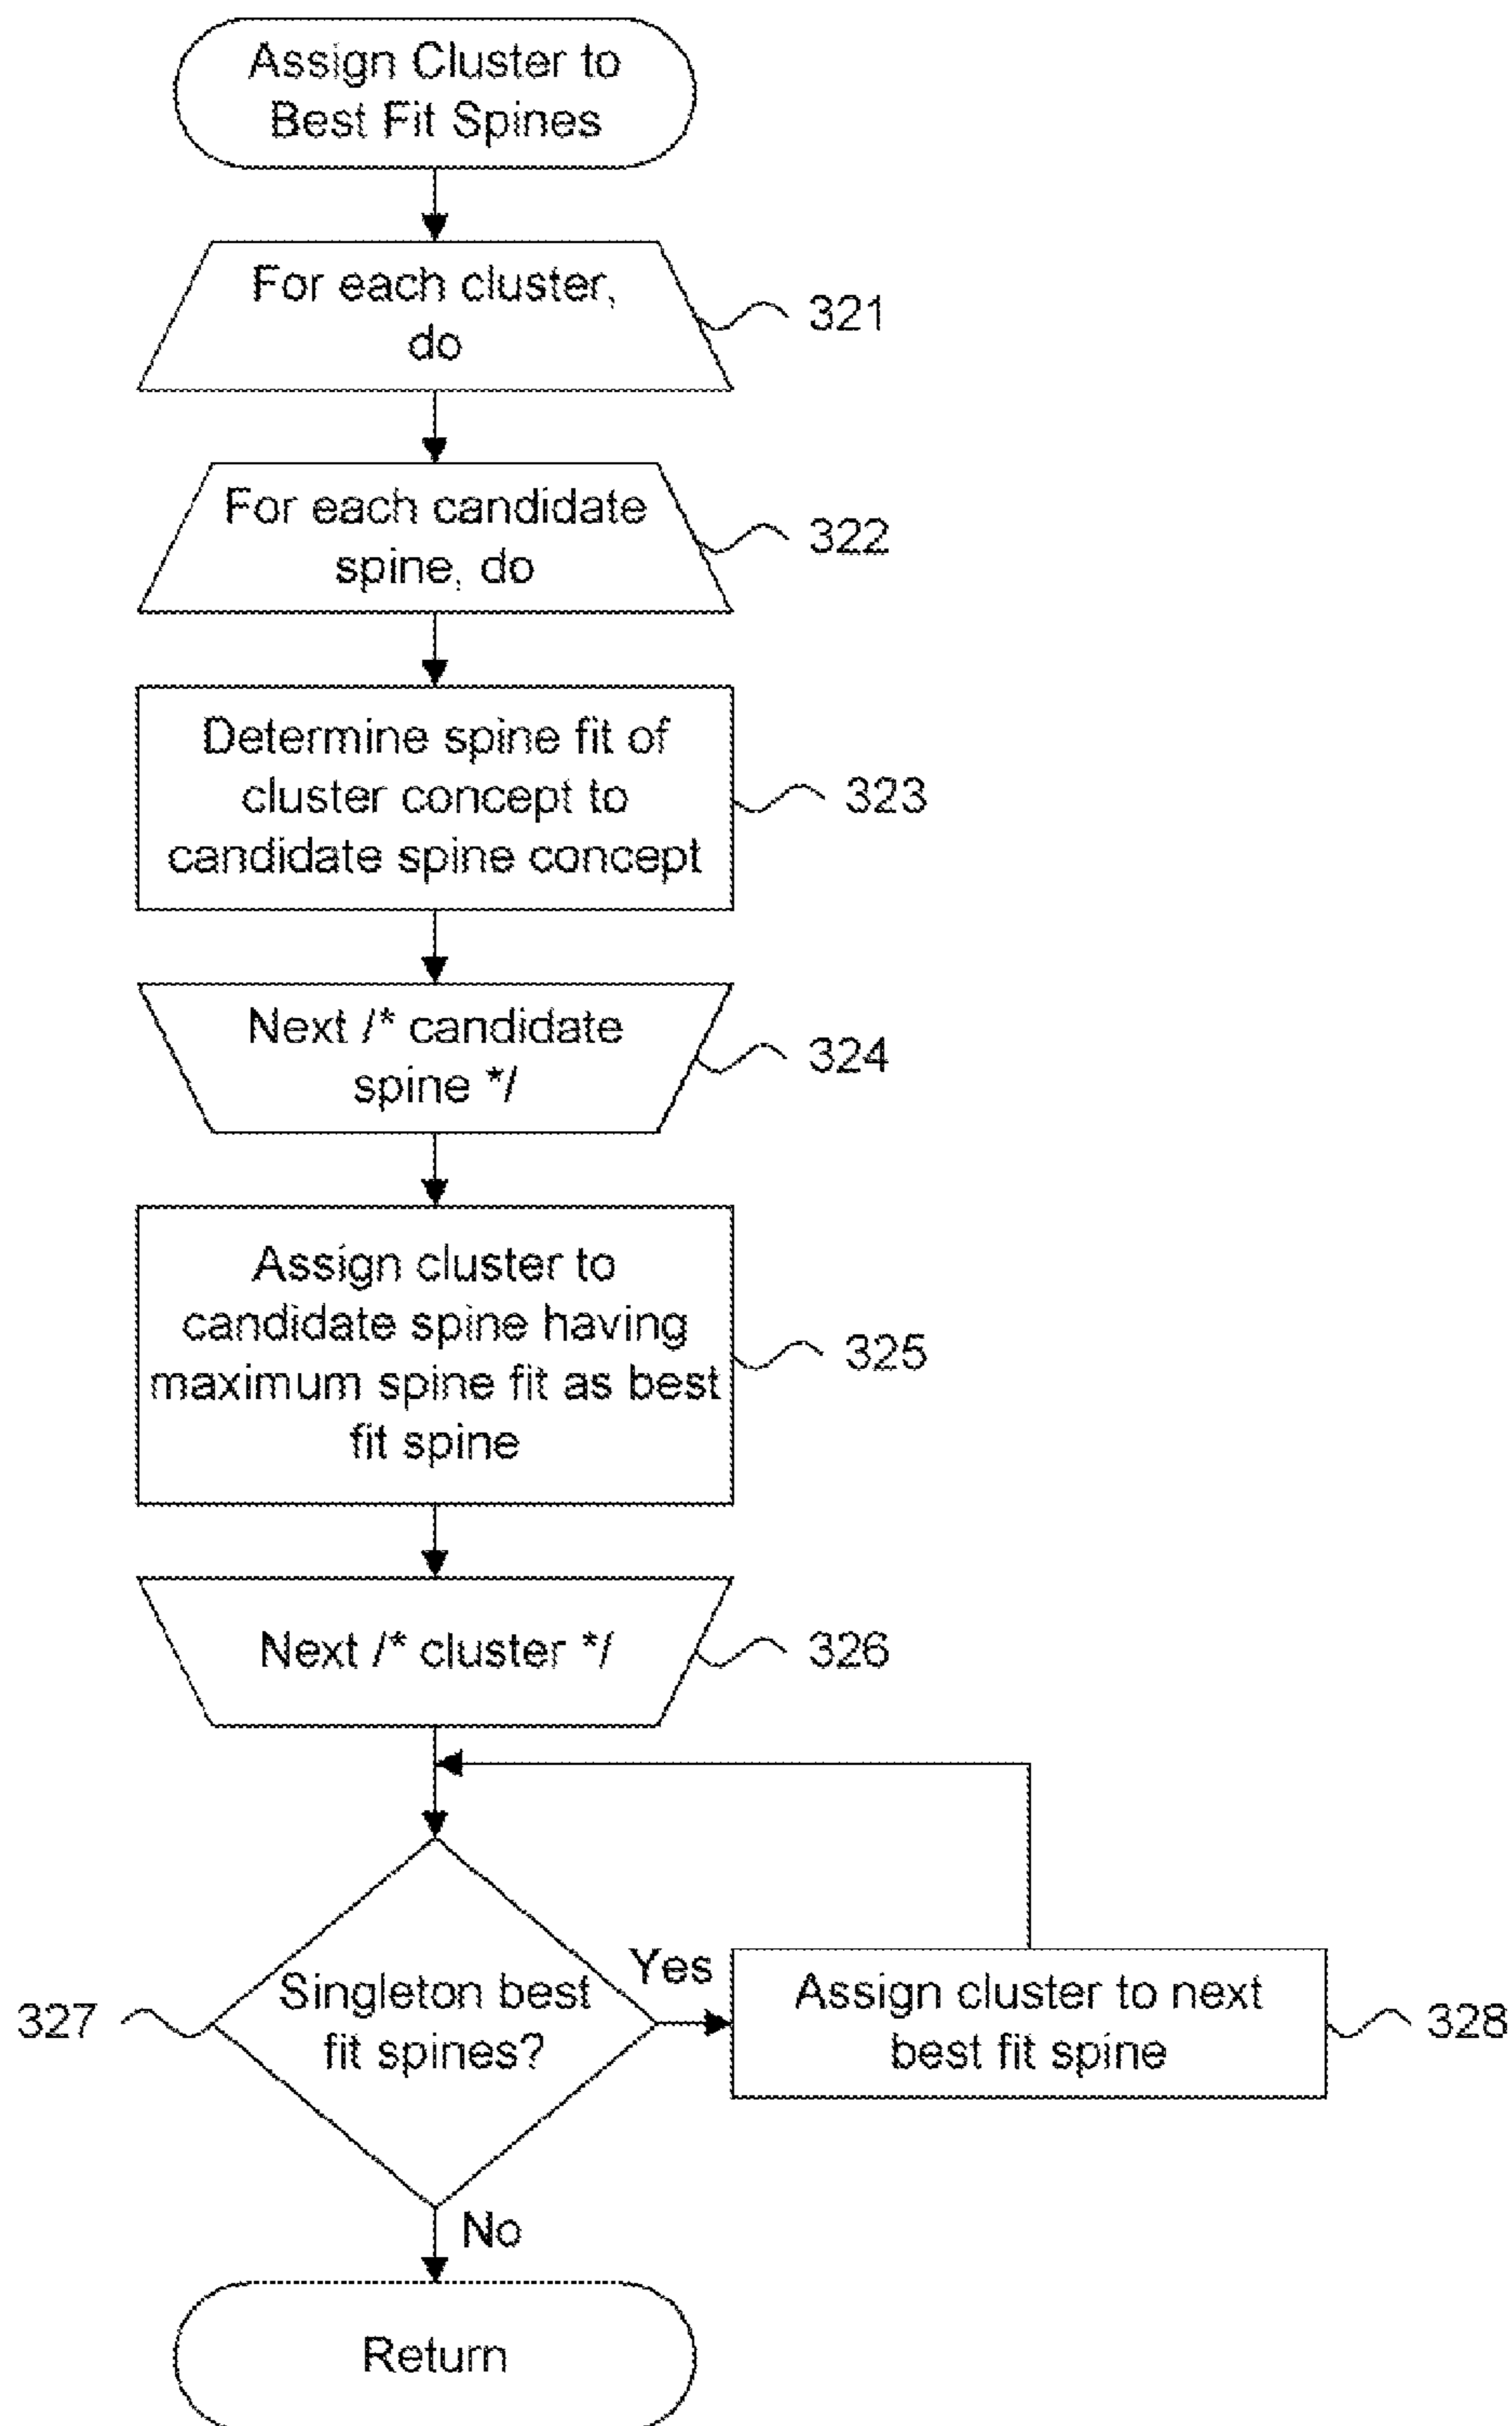 Assign Cluster to
Best Fit Spines
For each cluster,
do
321
For each candidate
spine, do
322
Determine spine fit of
cluster concept to
candidate spine concept
323
Next /* candidate
spine */
324
Assign cluster to
candidate spine having
maximum spine fit as best
fit spine
325
Next /* cluster */
326
Singleton best
fit spines?
327
Yes
Assign cluster to next
best fit spine
328
No
Return